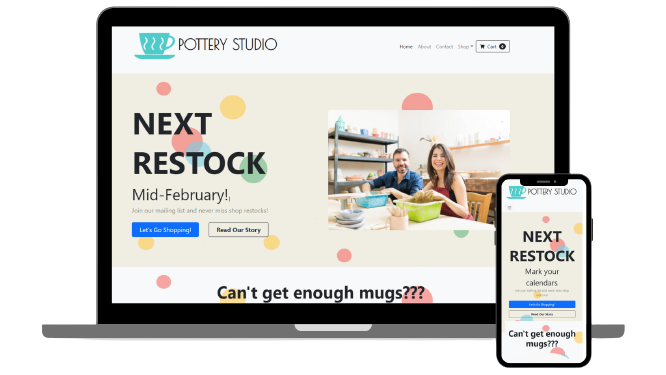 POTTERY STUDIO
Home About Contact Shop Cart 0
NEXT
RESTOCK
Mid-February!
Join our mailing list and never miss shop restocks!
Let's Go Shopping! Read Our Story
Can't get enough mugs???
POTTERY STUDIO
NEXT
RESTOCK
Mark your
calendars
Let's Go Shopping
Read Our Story
Can't get enough
mugs???